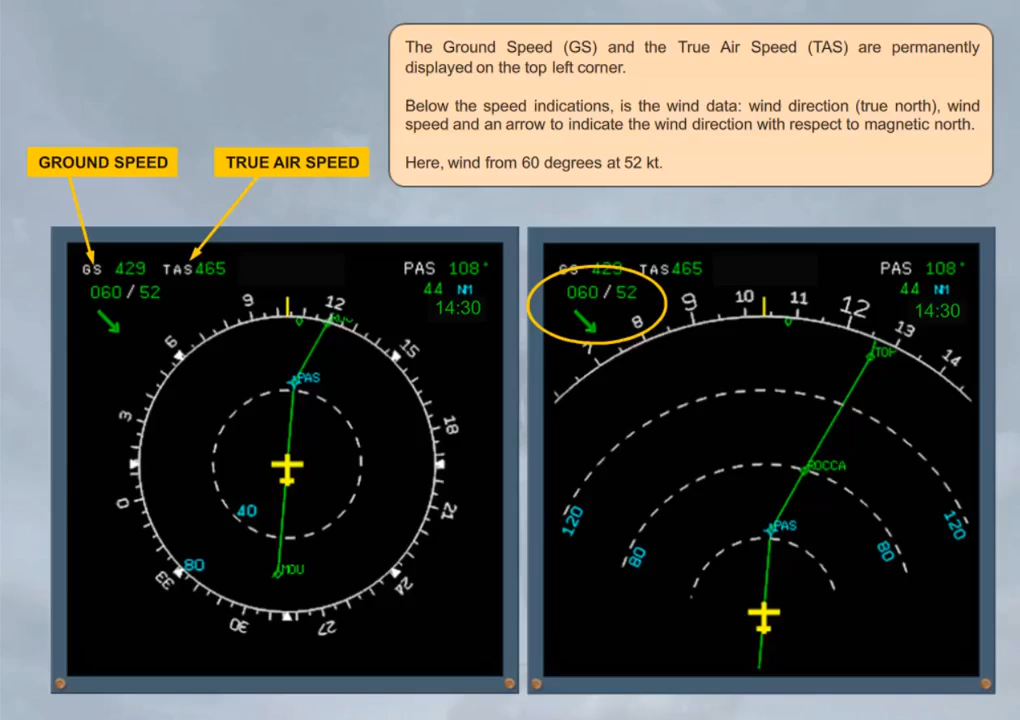 The Ground Speed (GS) and the True Air Speed (TAS) are permanently
displayed on the top left corner.
Below the speed indications, is the wind data: wind direction (true north), wind
speed and an arrow to indicate the wind direction with respect to magnetic north.
Here, wind from 60 degrees at 52 kt.
GROUND SPEED
TRUE AIR SPEED
GS 429 TAS465
PAS 108°
060 / 52
44 NM
14:30
9
12
6
15
PAS
3
18
0
40
21
80
MOU
33
24
30
27
GS 429 TAS465
PAS 108°
060 / 52
44 NM
14:30
7
8
9
10
11
12
13
14
TOP
ROCCA
120
120
PAS
80
80